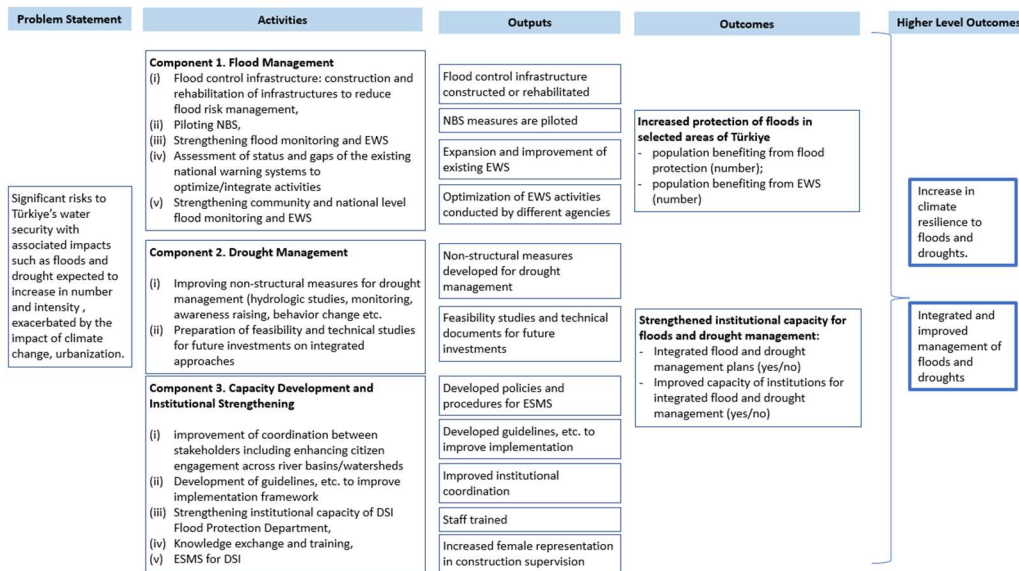 Problem Statement
Activities
Outputs
Outcomes
Higher Level Outcomes
Significant risks to
Türkiye's water
security with
associated impacts
such as floods and
drought expected to
increase in number
and intensity ,
exacerbated by the
impact of climate
change, urbanization.
Component 1. Flood Management
(i) Flood control infrastructure: construction and
rehabilitation of infrastructures to reduce
flood risk management,
(ii) Piloting NBS,
(iii) Strengthening flood monitoring and EWS
(iv) Assessment of status and gaps of the existing
national warning systems to
optimize/integrate activities
(v) Strengthening community and national level
flood monitoring and EWS
Component 2. Drought Management
(i) Improving non-structural measures for drought
management (hydrologic studies, monitoring,
awareness raising, behavior change etc.
(ii) Preparation of feasibility and technical studies
for future investments on integrated
approaches
Component 3. Capacity Development and
Institutional Strengthening
(i) improvement of coordination between
stakeholders including enhancing citizen
engagement across river basins/watersheds
(ii) Development of guidelines, etc. to improve
implementation framework
(iii) Strengthening institutional capacity of DSI
Flood Protection Department,
(iv) Knowledge exchange and training,
(v) ESMS for DSI
Flood control infrastructure
constructed or rehabilitated
NBS measures are piloted
Expansion and improvement of
existing EWS
Optimization of EWS activities
conducted by different agencies
Non-structural measures
developed for drought
management
Feasibility studies and technical
documents for future
investments
Developed policies and
procedures for ESMS
Developed guidelines, etc. to
improve implementation
Improved institutional
coordination
Staff trained
Increased female representation
in construction supervision
Increased protection of floods in
selected areas of Türkiye
- population benefiting from flood
protection (number);
- population benefiting from EWS
(number)
Strengthened institutional capacity for
floods and drought management:
- Integrated flood and drought
management plans (yes/no)
- Improved capacity of institutions for
integrated flood and drought
management (yes/no)
Increase in
climate
resilience to
floods and
droughts.
Integrated and
improved
management of
floods and
droughts